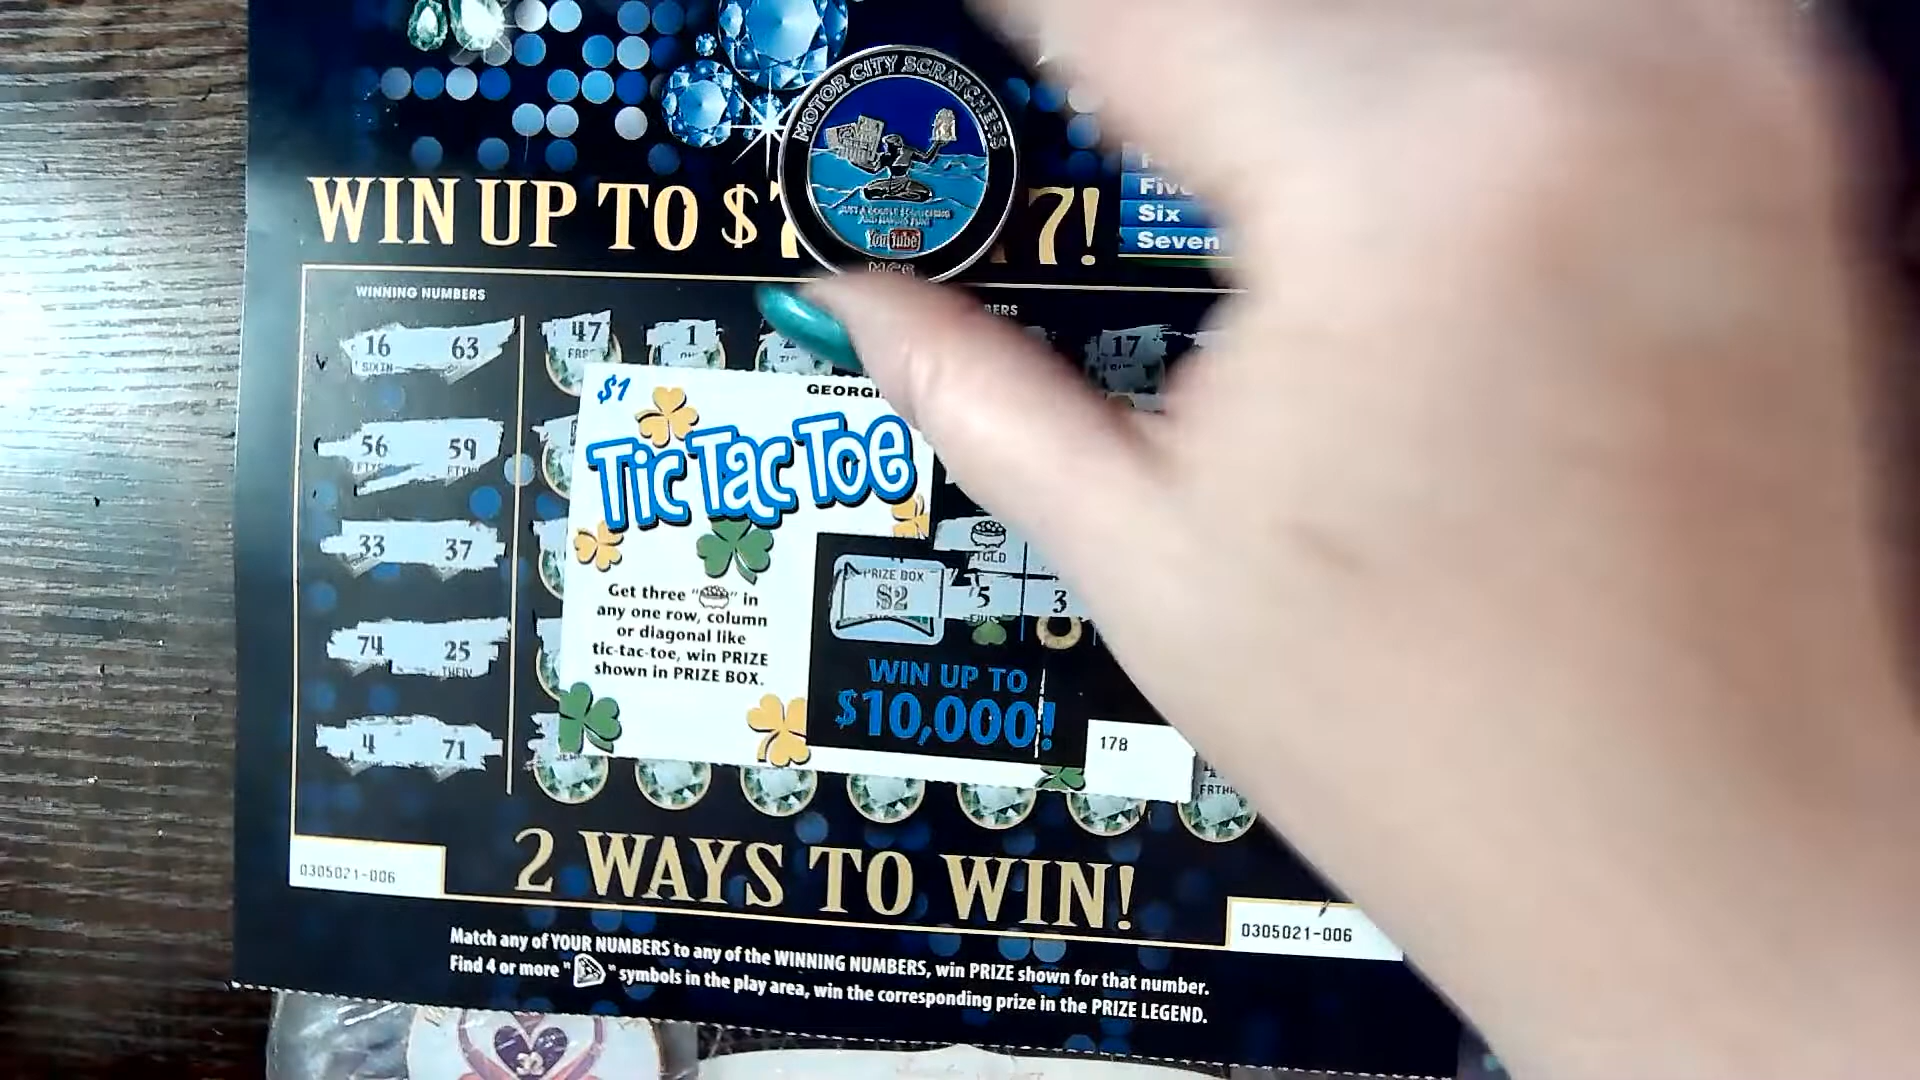 MOTOR CITY SCRATCHERS
YouTube
MCS
WIN UP TO $7 7!
Five
Six
Seven
WINNING NUMBERS
16 63
SIXIN
47 1 17
56 59
33 37
74 25
4 71
$1 GEORGI
Tic Tac Toe
Get three " " in
any one row, column
or diagonal like
tic-tac-toe, win PRIZE
shown in PRIZE BOX.
PRIZE BOX
$2
5 3
WIN UP TO
$10,000!
178
FRTH
0305021-006
2 WAYS TO WIN!
0305021-006
Match any of YOUR NUMBERS to any of the WINNING NUMBERS, win PRIZE shown for that number.
Find 4 or more " " symbols in the play area, win the corresponding prize in the PRIZE LEGEND.